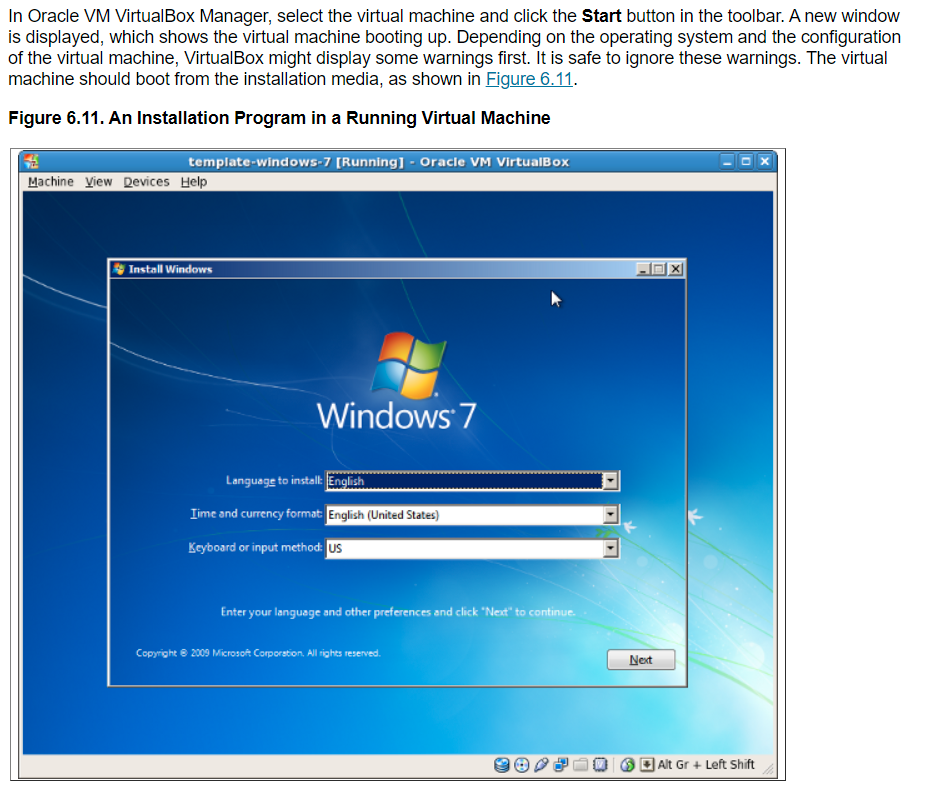 In Oracle VM VirtualBox Manager, select the virtual machine and click the Start button in the toolbar. A new window
is displayed, which shows the virtual machine booting up. Depending on the operating system and the configuration
of the virtual machine, VirtualBox might display some warnings first. It is safe to ignore these warnings. The virtual
machine should boot from the installation media, as shown in Figure 6.11.
Figure 6.11. An Installation Program in a Running Virtual Machine
template-windows-7 [Running] - Oracle VM VirtualBox
Machine View Devices Help
Install Windows
Windows 7
Language to install: English
Time and currency format: English (United States)
Keyboard or input method: US
Enter your language and other preferences and click "Next" to continue.
Copyright © 2009 Microsoft Corporation. All rights reserved.
Next
Alt Gr + Left Shift